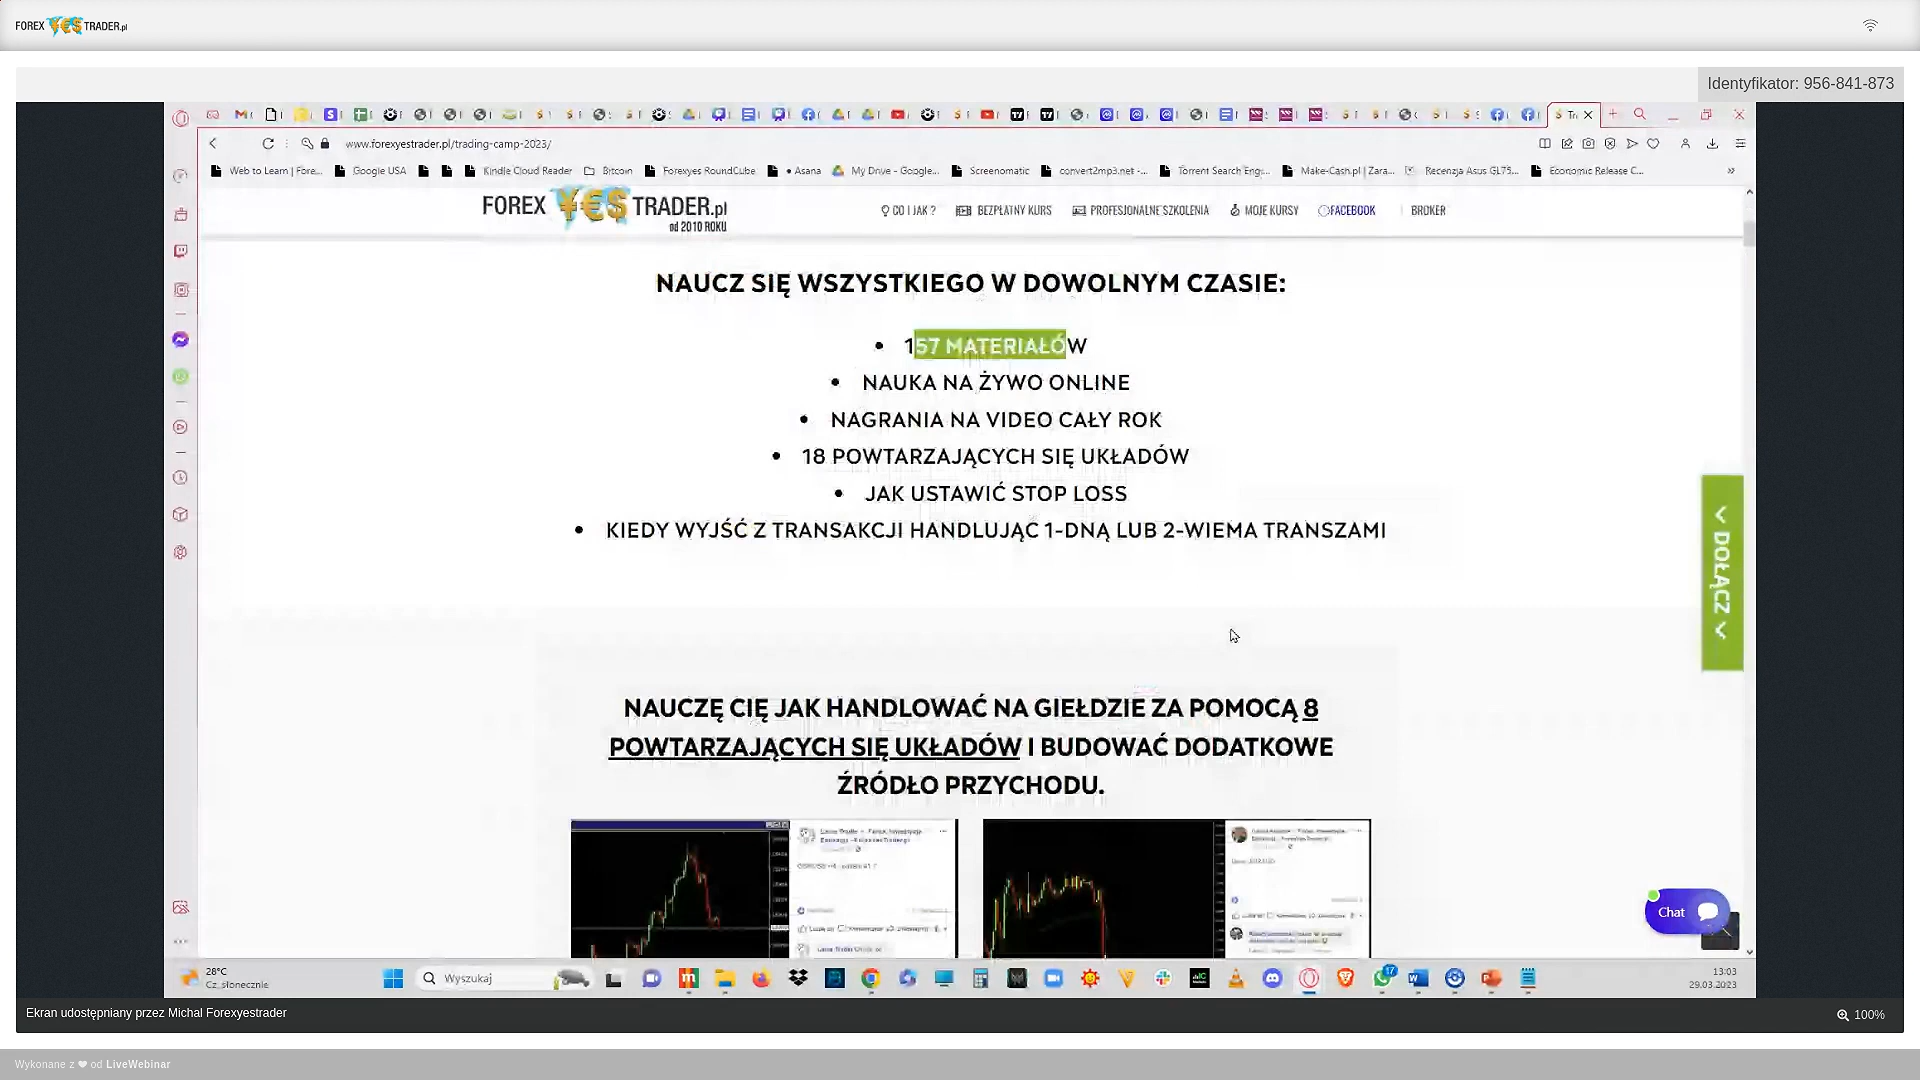 FOREX YES TRADER.pl
Identyfikator: 956-841-873
www.forexyestrader.pl/trading-camp-2023/
Web to Learn | Fore... Google USA Kindle Cloud Reader Bitcoin Forexyes RoundCube • Asana My Drive - Google... Screenomatic convert2mp3.net -... Torrent Search Engi... Make-Cash.pl | Zara... Recenzja Asus GL75... Economic Release C... »
FOREX ¥€$ TRADER.pl
od 2010 ROKU
CO I JAK ? BEZPŁATNY KURS PROFESJONALNE SZKOLENIA MOJE KURSY FACEBOOK BROKER
NAUCZ SIĘ WSZYSTKIEGO W DOWOLNYM CZASIE:
• 157 MATERIAŁÓW
• NAUKA NA ŻYWO ONLINE
• NAGRANIA NA VIDEO CAŁY ROK
• 18 POWTARZAJĄCYCH SIĘ UKŁADÓW
• JAK USTAWIĆ STOP LOSS
• KIEDY WYJŚĆ Z TRANSAKCJI HANDLUJĄC 1-DNĄ LUB 2-WIEMA TRANSZAMI
DOŁĄCZ
NAUCZĘ CIĘ JAK HANDLOWAĆ NA GIEŁDZIE ZA POMOCĄ 8
POWTARZAJĄCYCH SIĘ UKŁADÓW I BUDOWAĆ DODATKOWE
ŹRÓDŁO PRZYCHODU.
Chat
28°C
Cz. słonecznie
Wyszukaj
17
13:03
29.03.2023
Ekran udostępniany przez Michal Forexyestrader
100%
Wykonane z ❤ od LiveWebinar